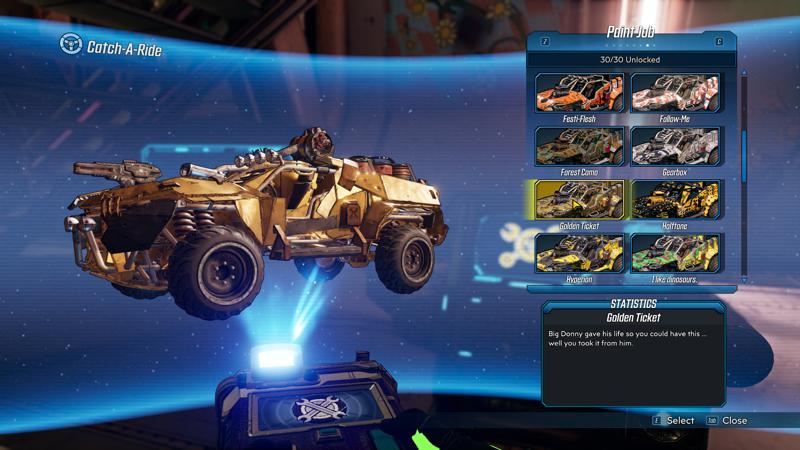 Catch-A-Ride
Paint Job
Z
C
30/30 Unlocked
Festi-Flesh
Follow-Me
Forest Camo
Gearbox
Golden Ticket
Halftone
Hyperion
I like dinosaurs.
STATISTICS
Golden Ticket
Big Donny gave his life so you could have this ...
well you took it from him.
E Select
Tab Close